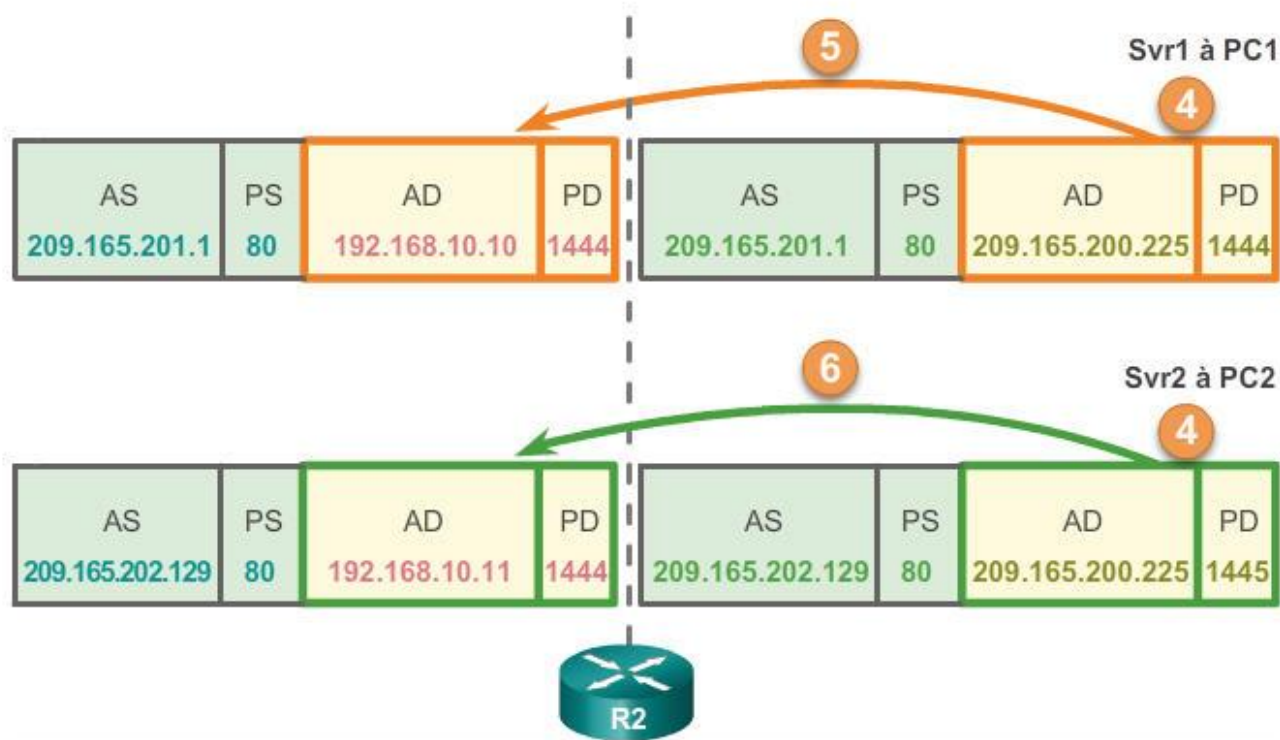 5
Svr1 à PC1
4
AS PS AD PD AS PS AD PD
209.165.201.1 80 192.168.10.10 1444 209.165.201.1 80 209.165.200.225 1444
6
Svr2 à PC2
4
AS PS AD PD AS PS AD PD
209.165.202.129 80 192.168.10.11 1444 209.165.202.129 80 209.165.200.225 1445
R2